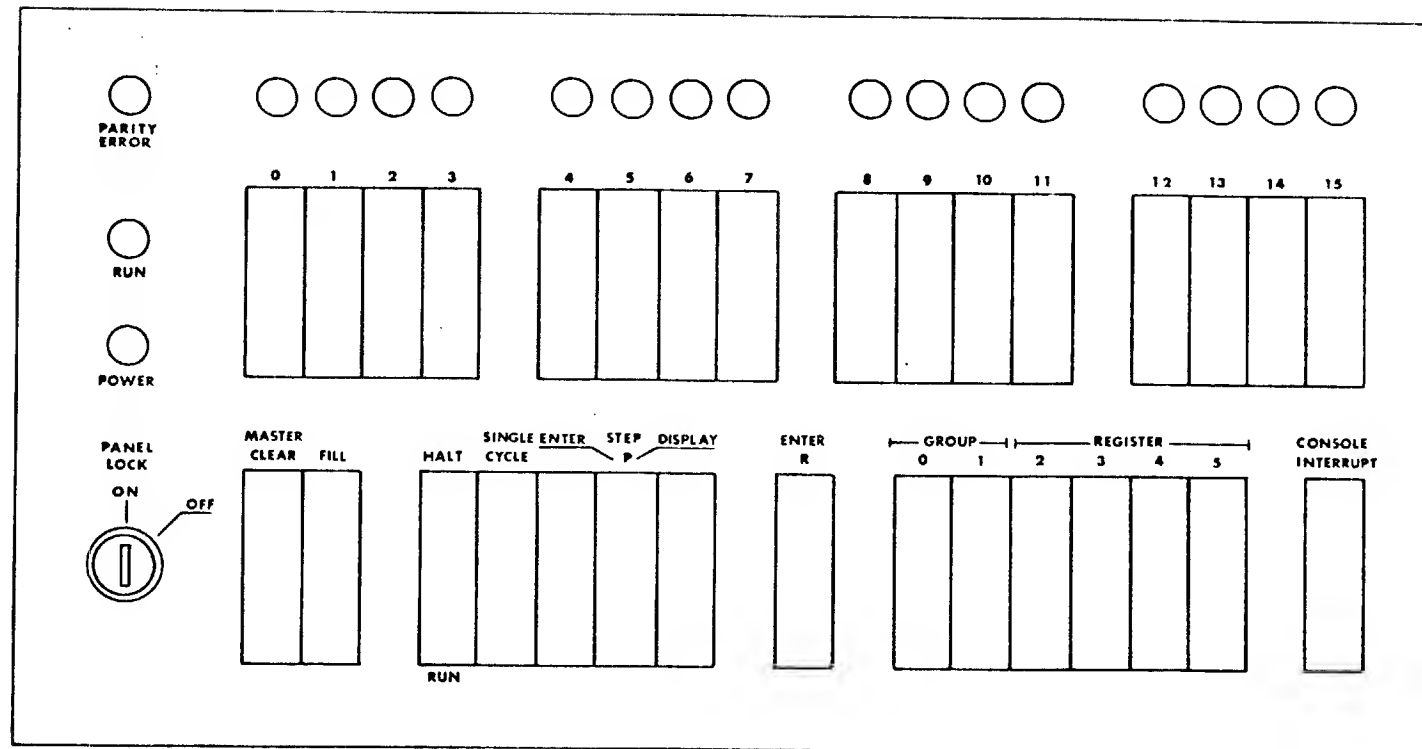 PARITY
ERROR
0 1 2 3 4 5 6 7 8 9 10 11 12 13 14 15
RUN
POWER
PANEL
LOCK
ON
OFF
MASTER
CLEAR
FILL
HALT
RUN
SINGLE
CYCLE
ENTER
STEP
P
DISPLAY
ENTER
R
GROUP
REGISTER
0 1 2 3 4 5
CONSOLE
INTERRUPT